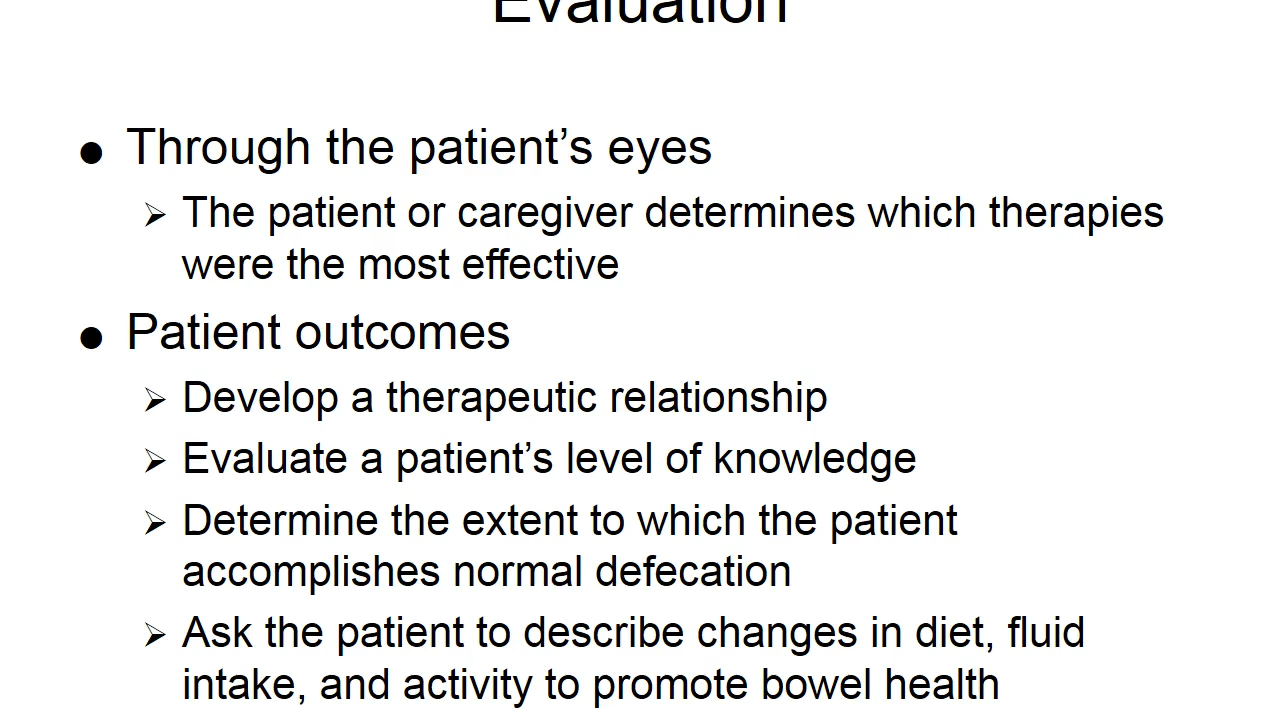 Evaluation
● Through the patient’s eyes
➢ The patient or caregiver determines which therapies
were the most effective
● Patient outcomes
➢ Develop a therapeutic relationship
➢ Evaluate a patient’s level of knowledge
➢ Determine the extent to which the patient
accomplishes normal defecation
➢ Ask the patient to describe changes in diet, fluid
intake, and activity to promote bowel health